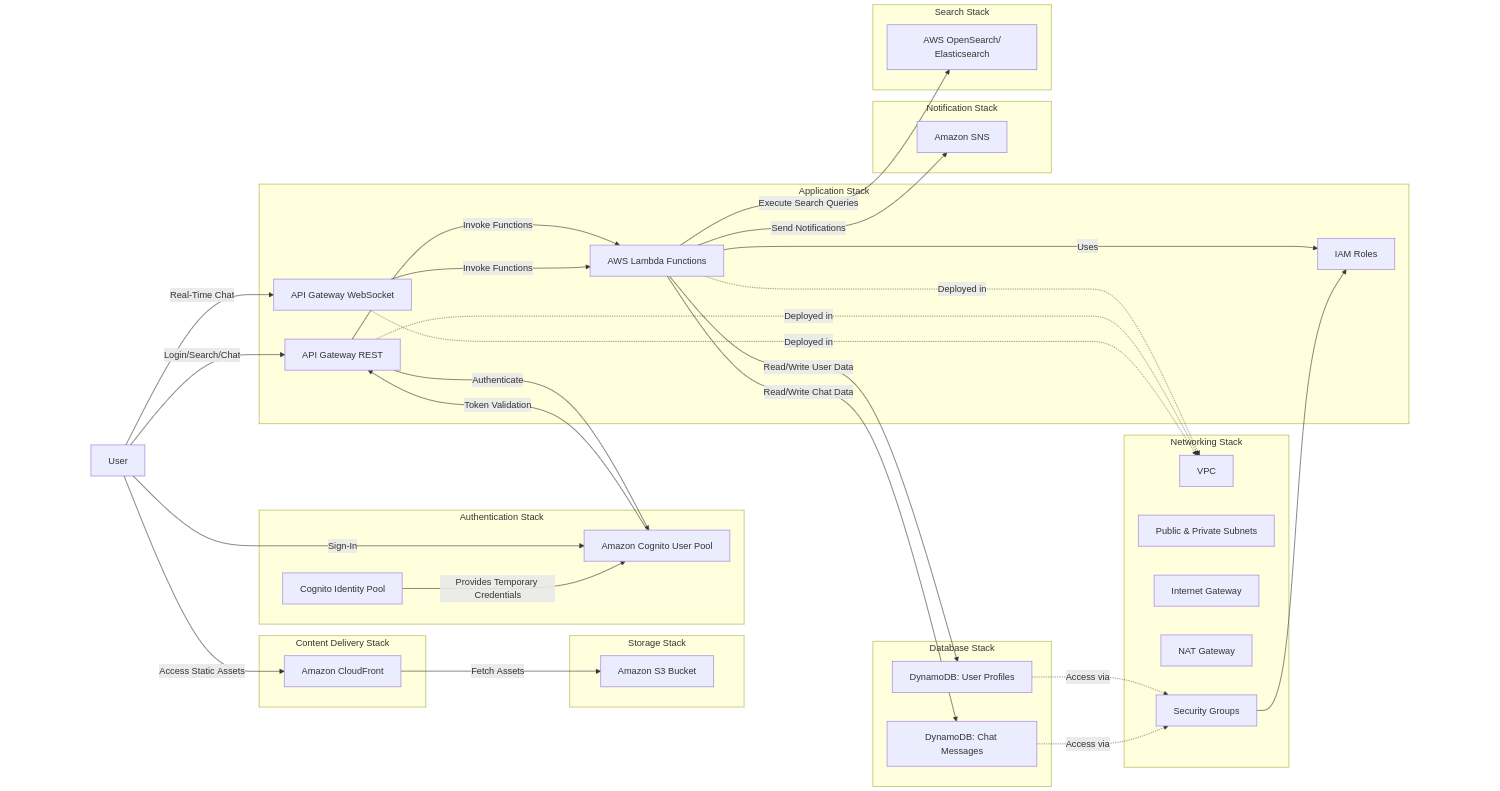 Search Stack
AWS OpenSearch/
Elasticsearch
Notification Stack
Amazon SNS
Application Stack
Execute Search Queries
Invoke Functions
Send Notifications
Uses
IAM Roles
AWS Lambda Functions
Invoke Functions
Real-Time Chat
API Gateway WebSocket
Deployed in
Deployed in
Deployed in
Login/Search/Chat
API Gateway REST
Read/Write User Data
Authenticate
Read/Write Chat Data
Token Validation
User
Networking Stack
VPC
Authentication Stack
Public & Private Subnets
Sign-In
Amazon Cognito User Pool
Cognito Identity Pool
Provides Temporary
Credentials
Internet Gateway
Content Delivery Stack
Storage Stack
Database Stack
NAT Gateway
Access Static Assets
Amazon CloudFront
Fetch Assets
Amazon S3 Bucket
DynamoDB: User Profiles
Access via
Security Groups
DynamoDB: Chat
Messages
Access via